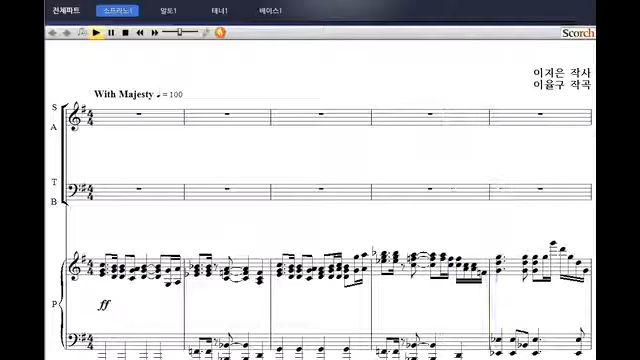 전체파트 소프라노1 알토1 테너1 베이스1
Scorch
이지은 작사
이율구 작곡
With Majesty ♩= 100
S
A
T
B
P
ff